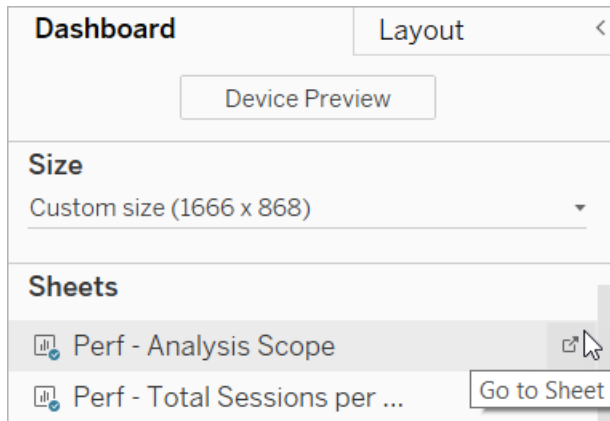 Dashboard Layout
Device Preview
Size
Custom size (1666 x 868)
Sheets
Perf - Analysis Scope
Go to Sheet
Perf - Total Sessions per ...